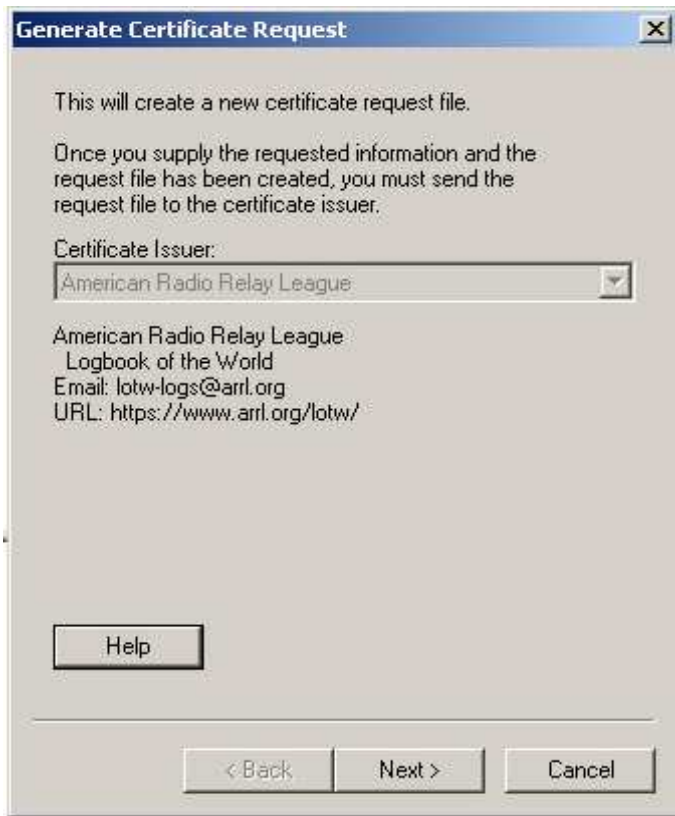 Generate Certificate Request
This will create a new certificate request file.
Once you supply the requested information and the
request file has been created, you must send the
request file to the certificate issuer.
Certificate Issuer:
American Radio Relay League
American Radio Relay League
Logbook of the World
Email: lotw-logs@arrl.org
URL: https://www.arrl.org/lotw/
Help
< Back Next > Cancel